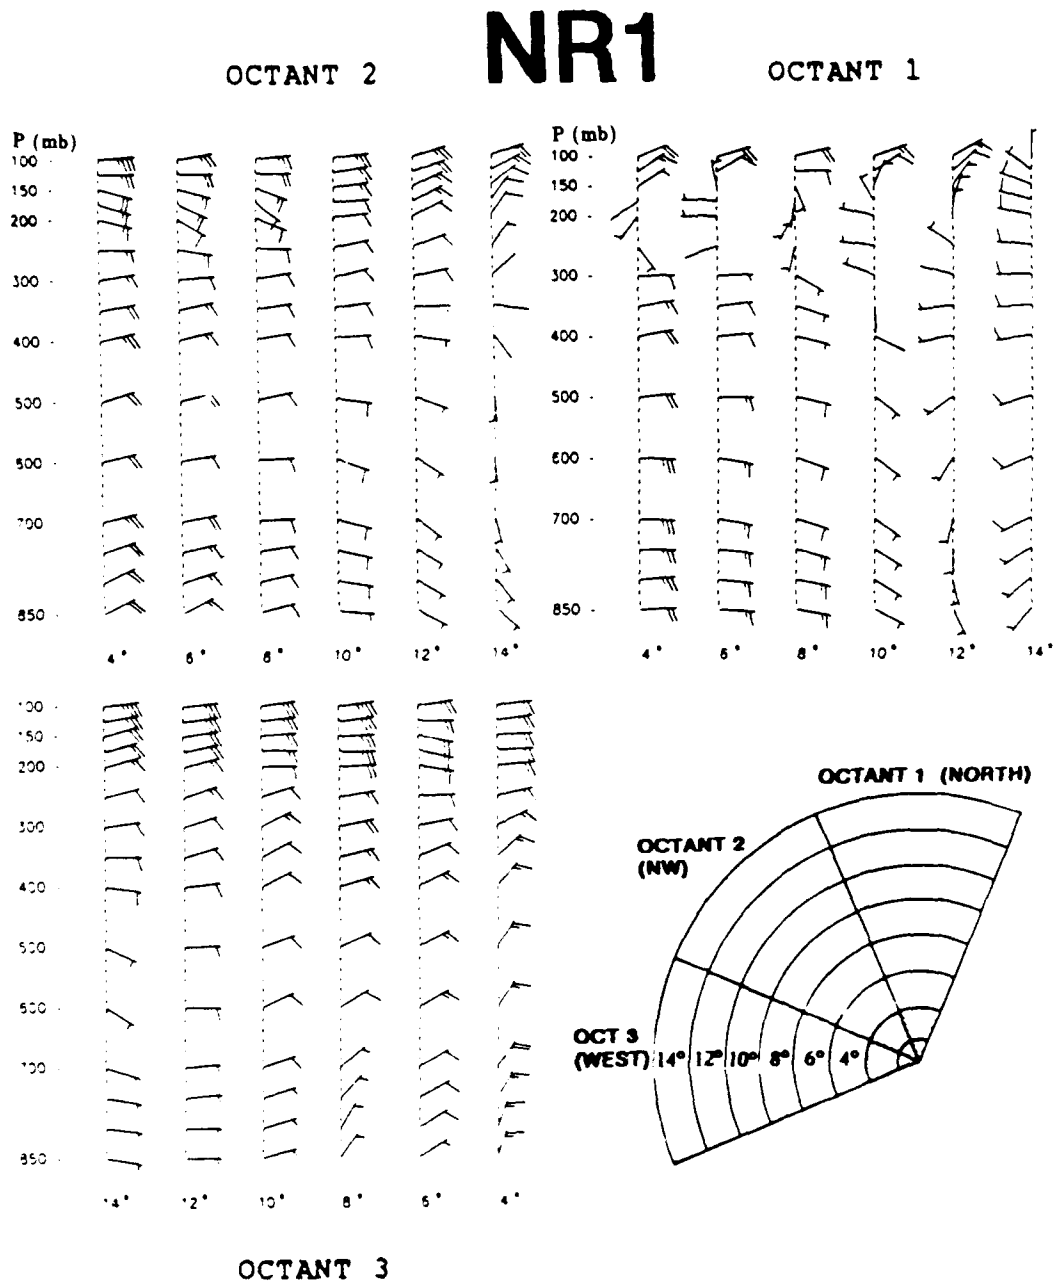 NR1
OCTANT 2
OCTANT 1
P (mb)
100
150
200
300
400
500
600
700
850
4° 6° 8° 10° 12° 14°
P (mb)
100
150
200
300
400
500
600
700
850
4° 6° 8° 10° 12° 14°
100
150
200
300
400
500
600
700
850
14° 12° 10° 8° 6° 4°
OCTANT 3
OCTANT 1 (NORTH)
OCTANT 2
(NW)
OCT 3
(WEST) 14° 12° 10° 8° 6° 4°